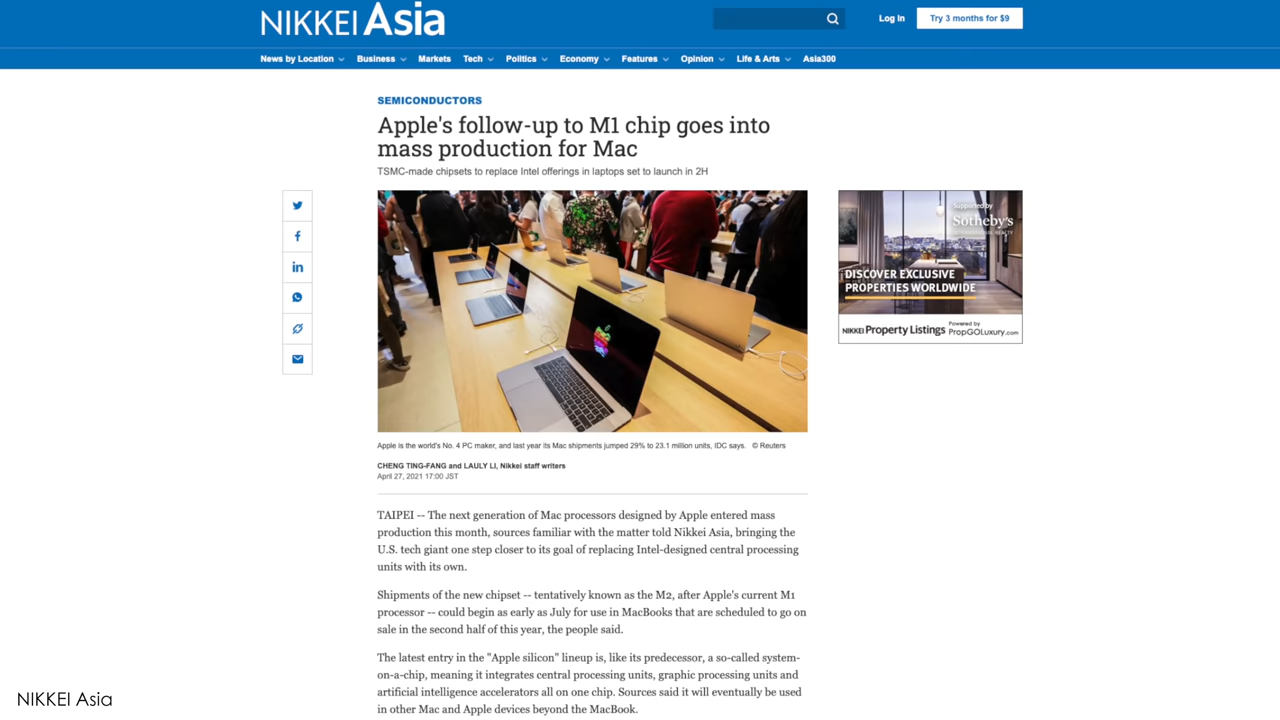 NIKKEI Asia
Log In
Try 3 months for $9
News by Location
Business
Markets
Tech
Politics
Economy
Features
Opinion
Life & Arts
Asia300
SEMICONDUCTORS
Apple's follow-up to M1 chip goes into
mass production for Mac
TSMC-made chipsets to replace Intel offerings in laptops set to launch in 2H
Supported by
Sotheby's
INTERNATIONAL REALTY
DISCOVER EXCLUSIVE
PROPERTIES WORLDWIDE
NIKKEI Property Listings
Powered by
PropGOLuxury.com
Apple is the world's No. 4 PC maker, and last year its Mac shipments jumped 29% to 23.1 million units, IDC says. © Reuters
CHENG TING-FANG and LAULY LI, Nikkei staff writers
April 27, 2021 17:00 JST
TAIPEI -- The next generation of Mac processors designed by Apple entered mass
production this month, sources familiar with the matter told Nikkei Asia, bringing the
U.S. tech giant one step closer to its goal of replacing Intel-designed central processing
units with its own.
Shipments of the new chipset -- tentatively known as the M2, after Apple's current M1
processor -- could begin as early as July for use in MacBooks that are scheduled to go on
sale in the second half of this year, the people said.
The latest entry in the "Apple silicon" lineup is, like its predecessor, a so-called system-
on-a-chip, meaning it integrates central processing units, graphic processing units and
artificial intelligence accelerators all on one chip. Sources said it will eventually be used
in other Mac and Apple devices beyond the MacBook.
NIKKEI Asia